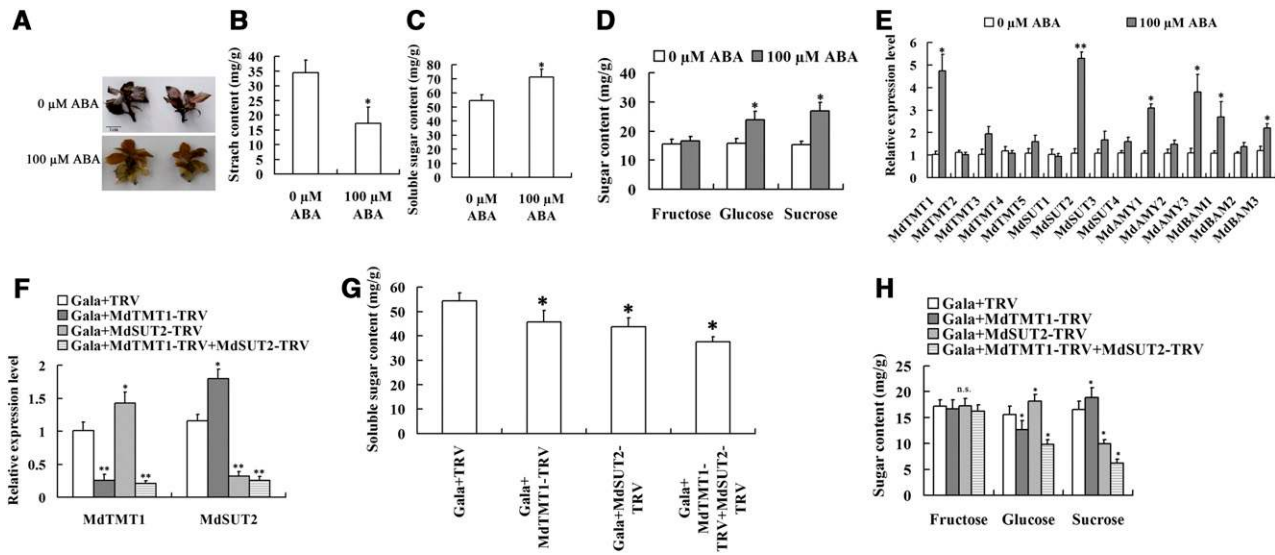 A
0 µM ABA
100 µM ABA
B
Strach content (mg/g)
40
35
30
25
20
15
10
5
0
*
0 µM
ABA
100 µM
ABA
C
Soluble sugar content (mg/g)
90
80
70
60
50
40
30
20
10
0
*
0 µM
ABA
100 µM
ABA
D
0 µM ABA
100 µM ABA
Sugar content (mg/g)
40
30
20
10
0
*
*
Fructose
Glucose
Sucrose
E
0 µM ABA
100 µM ABA
Relative expression level
6
5
4
3
2
1
0
*
**
*
*
*
*
MdTMT1
MdTMT2
MdTMT3
MdTMT4
MdTMT5
MdSUT1
MdSUT2
MdSUT3
MdSUT4
MdAMY1
MdAMY2
MdAMY3
MdBAM1
MdBAM2
MdBAM3
F
Gala+TRV
Gala+MdTMT1-TRV
Gala+MdSUT2-TRV
Gala+MdTMT1-TRV+MdSUT2-TRV
Relative expression level
2
1.5
1
0.5
0
**
*
**
*
**
**
MdTMT1
MdSUT2
G
Soluble sugar content (mg/g)
60
50
40
30
20
10
0
*
*
*
Gala+TRV
Gala+
MdTMT1-TRV
Gala+MdSUT2-
TRV
Gala+
MdTMT1-
TRV+MdSUT2-
TRV
H
Gala+TRV
Gala+MdTMT1-TRV
Gala+MdSUT2-TRV
Gala+MdTMT1-TRV+MdSUT2-TRV
Sugar content (mg/g)
25
20
15
10
5
0
n.s.
*
*
*
*
*
*
Fructose
Glucose
Sucrose